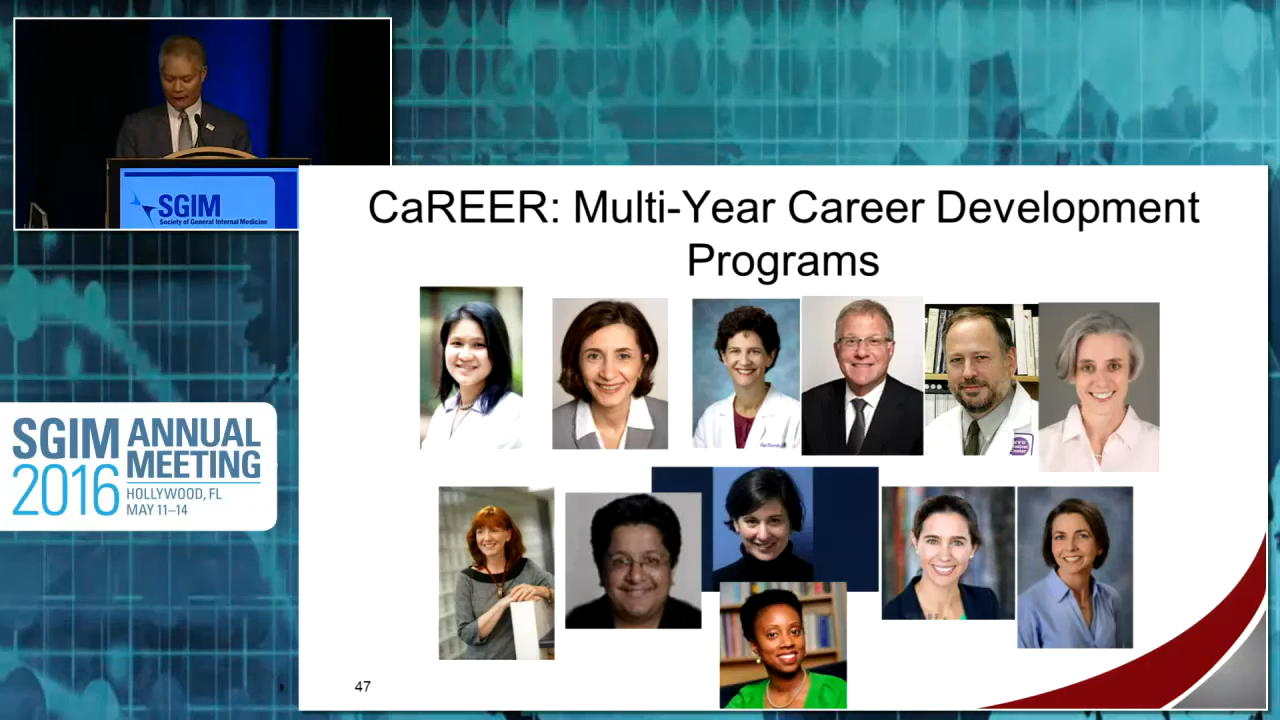 SGIM
Society of General Internal Medicine
CaREER: Multi-Year Career Development
Programs
SGIM ANNUAL
2016 MEETING
HOLLYWOOD, FL
MAY 11–14
47